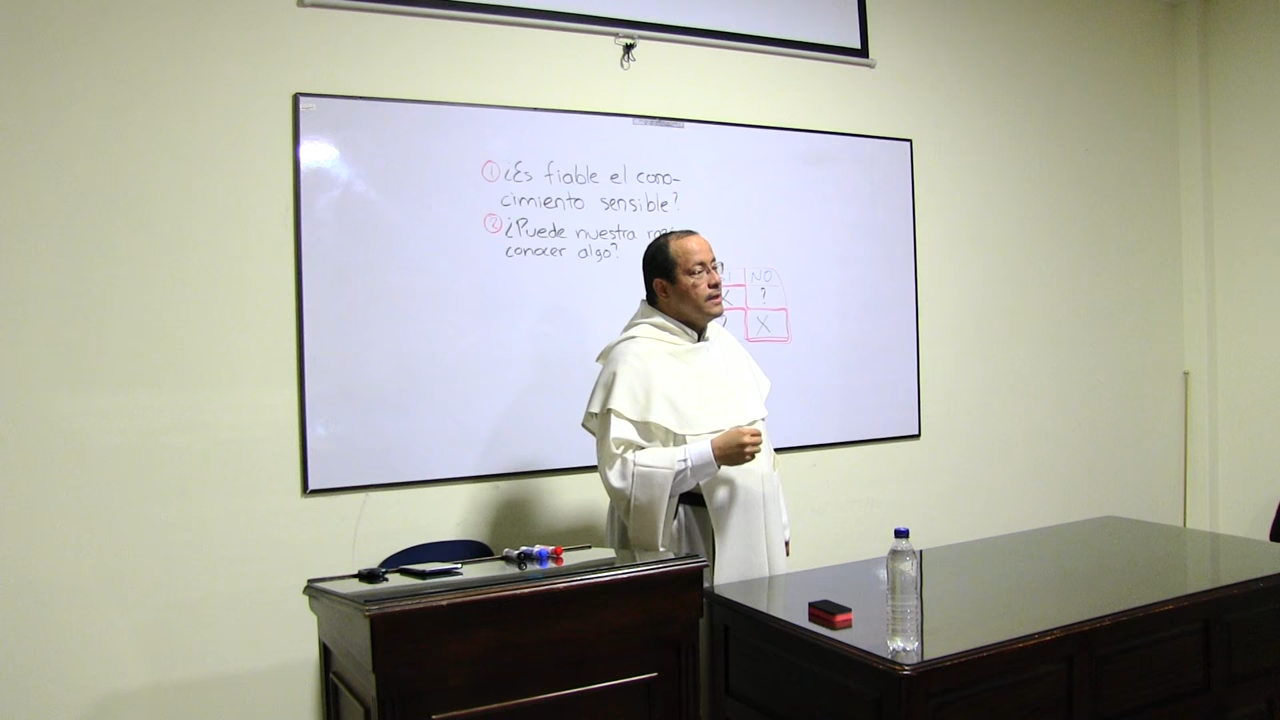 1 ¿Es fiable el cono-
cimiento sensible?
2 ¿Puede nuestra
conocer algo?
NO
X ?
X